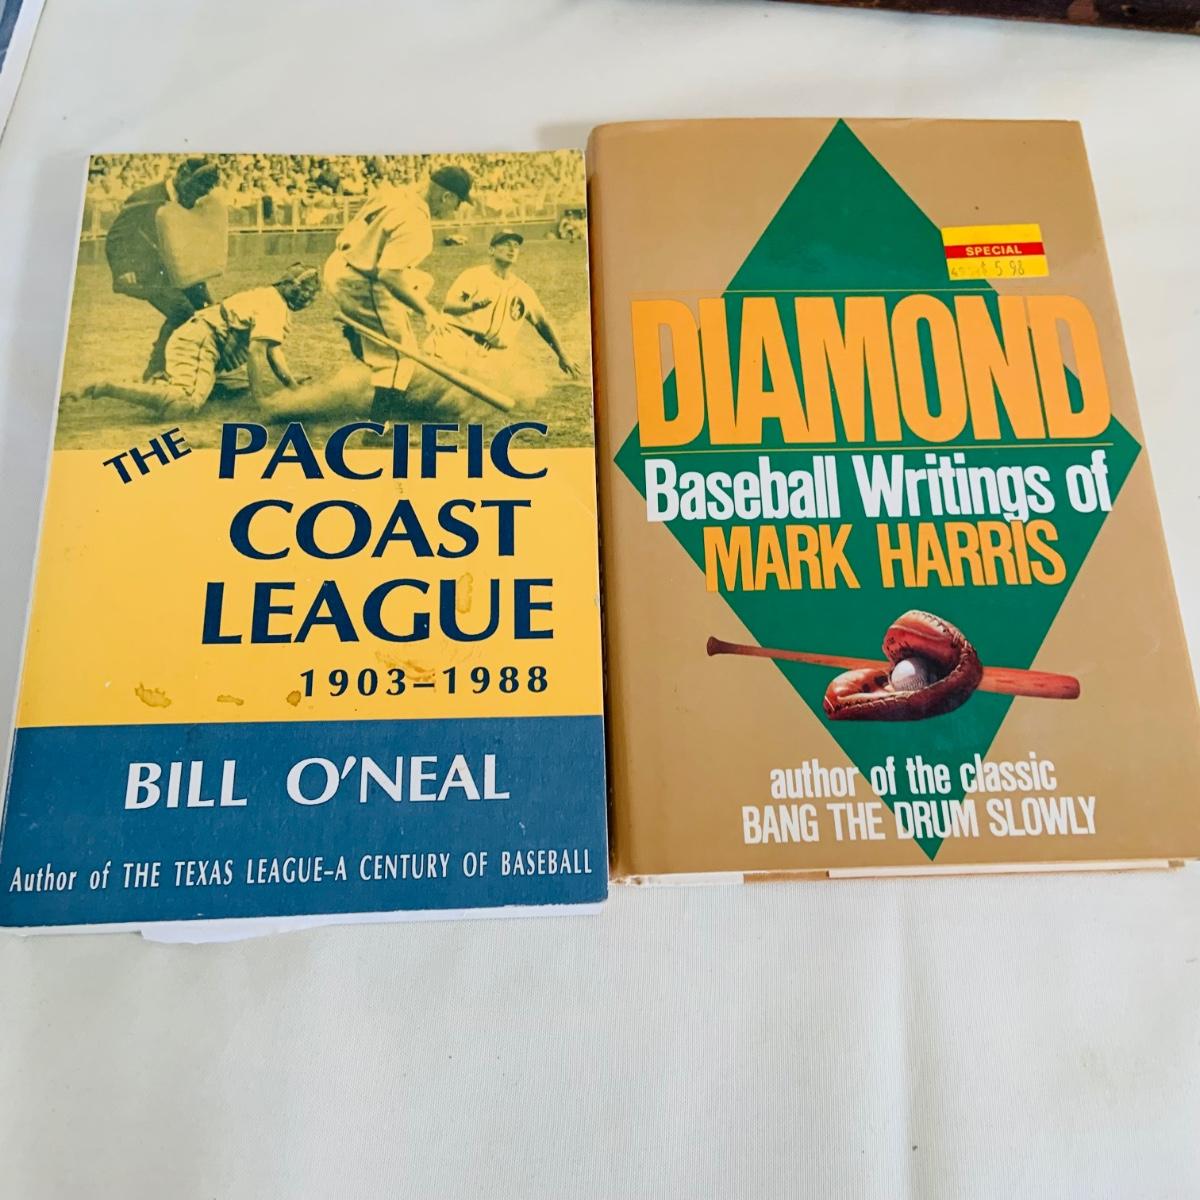 THE PACIFIC
COAST
LEAGUE
1903-1988
BILL O'NEAL
Author of THE TEXAS LEAGUE-A CENTURY OF BASEBALL
SPECIAL
5 98
DIAMOND
Baseball Writings of
MARK HARRIS
author of the classic
BANG THE DRUM SLOWLY